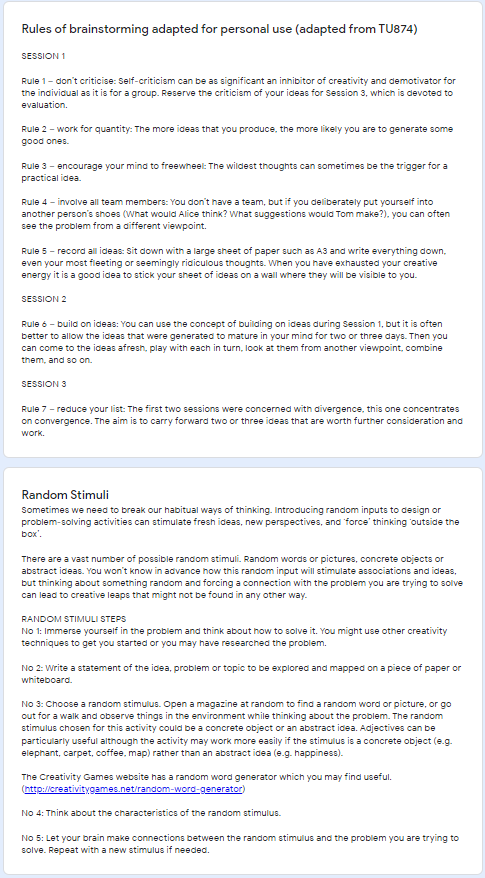 Rules of brainstorming adapted for personal use (adapted from TU874)
SESSION 1
Rule 1 – don't criticise: Self-criticism can be as significant an inhibitor of creativity and demotivator for
the individual as it is for a group. Reserve the criticism of your ideas for Session 3, which is devoted to
evaluation.
Rule 2 – work for quantity: The more ideas that you produce, the more likely you are to generate some
good ones.
Rule 3 – encourage your mind to freewheel: The wildest thoughts can sometimes be the trigger for a
practical idea.
Rule 4 – involve all team members: You don't have a team, but if you deliberately put yourself into
another person's shoes (What would Alice think? What suggestions would Tom make?), you can often
see the problem from a different viewpoint.
Rule 5 – record all ideas: Sit down with a large sheet of paper such as A3 and write everything down,
even your most fleeting or seemingly ridiculous thoughts. When you have exhausted your creative
energy it is a good idea to stick your sheet of ideas on a wall where they will be visible to you.
SESSION 2
Rule 6 – build on ideas: You can use the concept of building on ideas during Session 1, but it is often
better to allow the ideas that were generated to mature in your mind for two or three days. Then you
can come to the ideas afresh, play with each in turn, look at them from another viewpoint, combine
them, and so on.
SESSION 3
Rule 7 – reduce your list: The first two sessions were concerned with divergence, this one concentrates
on convergence. The aim is to carry forward two or three ideas that are worth further consideration and
work.
Random Stimuli
Sometimes we need to break our habitual ways of thinking. Introducing random inputs to design or
problem-solving activities can stimulate fresh ideas, new perspectives, and 'force' thinking 'outside the
box'.
There are a vast number of possible random stimuli. Random words or pictures, concrete objects or
abstract ideas. You won't know in advance how this random input will stimulate associations and ideas,
but thinking about something random and forcing a connection with the problem you are trying to solve
can lead to creative leaps that might not be found in any other way.
RANDOM STIMULI STEPS
No 1: Immerse yourself in the problem and think about how to solve it. You might use other creativity
techniques to get you started or you may have researched the problem.
No 2: Write a statement of the idea, problem or topic to be explored and mapped on a piece of paper or
whiteboard.
No 3: Choose a random stimulus. Open a magazine at random to find a random word or picture, or go
out for a walk and observe things in the environment while thinking about the problem. The random
stimulus chosen for this activity could be a concrete object or an abstract idea. Adjectives can be
particularly useful although the activity may work more easily if the stimulus is a concrete object (e.g.
elephant, carpet, coffee, map) rather than an abstract idea (e.g. happiness).
The Creativity Games website has a random word generator which you may find useful.
(http://creativitygames.net/random-word-generator)
No 4: Think about the characteristics of the random stimulus.
No 5: Let your brain make connections between the random stimulus and the problem you are trying to
solve. Repeat with a new stimulus if needed.